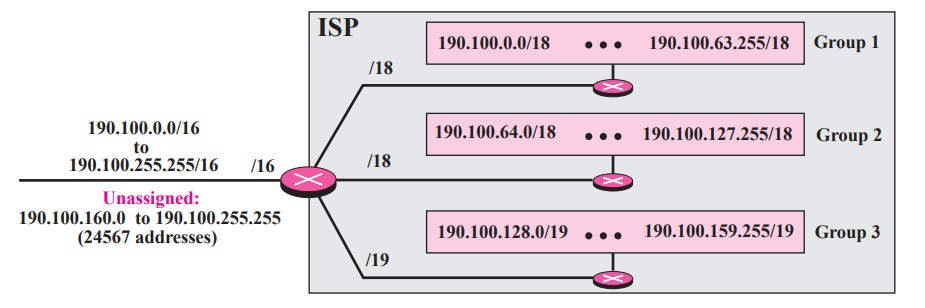 ISP
190.100.0.0/18 ••• 190.100.63.255/18 Group 1
/18
190.100.64.0/18 ••• 190.100.127.255/18 Group 2
190.100.0.0/16
to
190.100.255.255/16 /16
/18
Unassigned:
190.100.160.0 to 190.100.255.255
(24567 addresses)
190.100.128.0/19 ••• 190.100.159.255/19 Group 3
/19